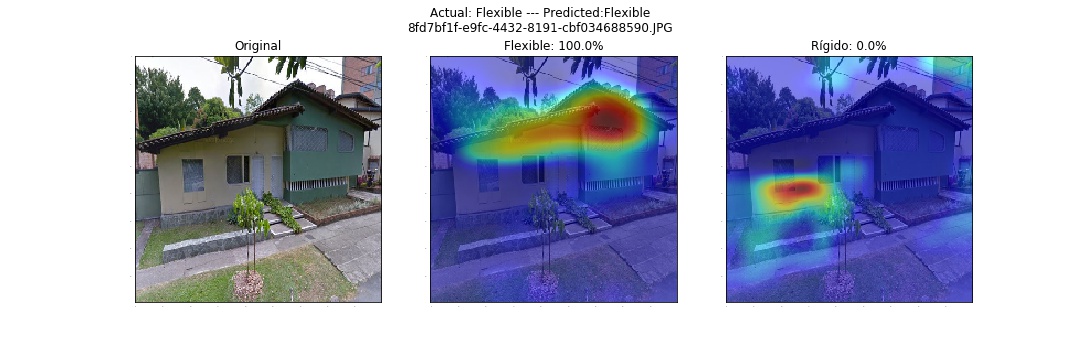 Actual: Flexible --- Predicted:Flexible
8fd7bf1f-e9fc-4432-8191-cbf034688590.JPG
Original
Flexible: 100.0%
Rígido: 0.0%